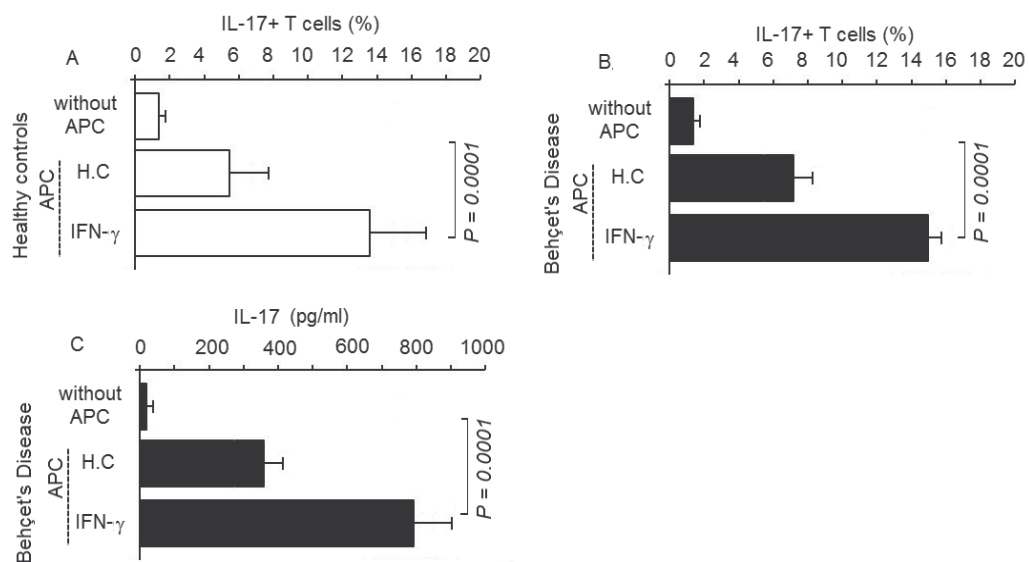 IL-17+ T cells (%)
A 0 2 4 6 8 10 12 14 16 18 20
Healthy controls
without
APC
APC
H.C
IFN-γ
P = 0.0001
IL-17+ T cells (%)
B. 0 2 4 6 8 10 12 14 16 18 20
Behçet's Disease
without
APC
APC
H.C
IFN-γ
P = 0.0001
IL-17 (pg/ml)
C 0 200 400 600 800 1000
Behçet's Disease
without
APC
APC
H.C
IFN-γ
P = 0.0001